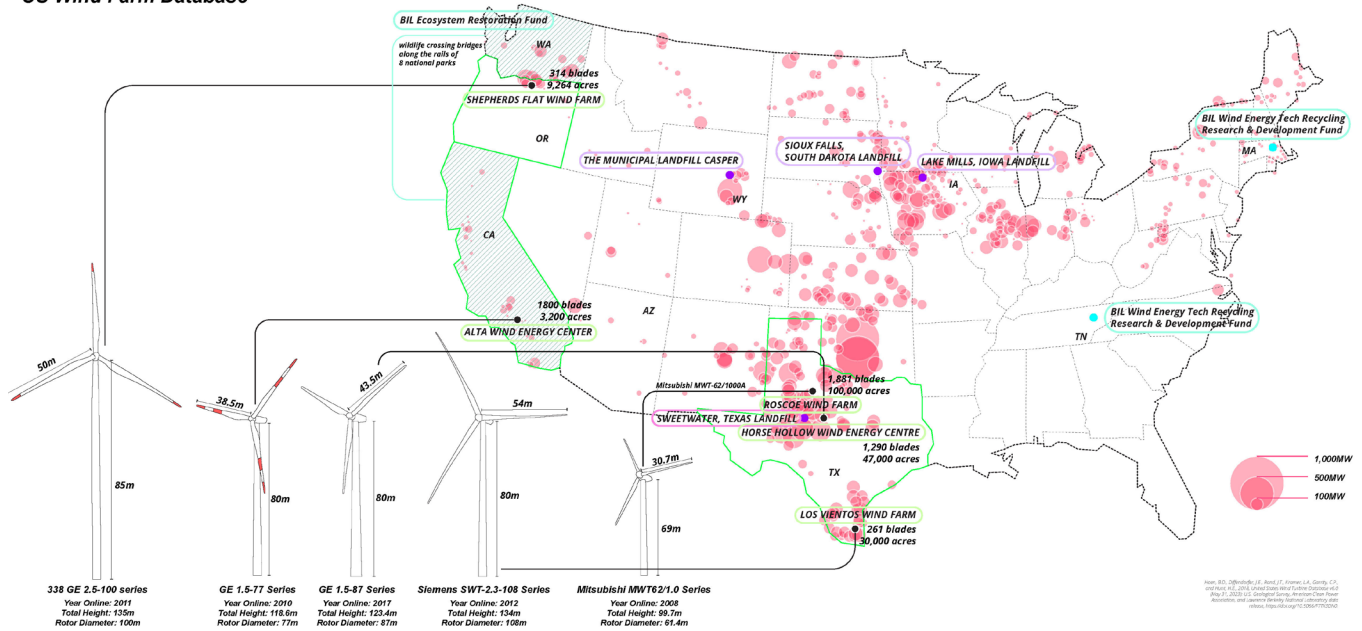 US Wind Farm Database
BIL Ecosystem Restoration Fund
wildlife crossing bridges
along the rails of
8 national parks
WA
314 blades
9,264 acres
SHEPHERDS FLAT WIND FARM
OR
THE MUNICIPAL LANDFILL CASPER
WY
SIOUX FALLS,
SOUTH DAKOTA LANDFILL
LAKE MILLS, IOWA LANDFILL
IA
BIL Wind Energy Tech Recycling
Research & Development Fund
MA
CA
1800 blades
3,200 acres
ALTA WIND ENERGY CENTER
AZ
BIL Wind Energy Tech Recycling
Research & Development Fund
TN
Mitsubishi MWT-62/1000A
1,881 blades
100,000 acres
ROSCOE WIND FARM
SWEETWATER, TEXAS LANDFILL
HORSE HOLLOW WIND ENERGY CENTRE
1,290 blades
47,000 acres
TX
LOS VIENTOS WIND FARM
261 blades
30,000 acres
1,000MW
500MW
100MW
50m
85m
38.5m
80m
43.5m
80m
54m
80m
30.7m
69m
338 GE 2.5-100 series
Year Online: 2011
Total Height: 135m
Rotor Diameter: 100m
GE 1.5-77 Series
Year Online: 2010
Total Height: 118.6m
Rotor Diameter: 77m
GE 1.5-87 Series
Year Online: 2017
Total Height: 123.4m
Rotor Diameter: 87m
Siemens SWT-2.3-108 Series
Year Online: 2012
Total Height: 134m
Rotor Diameter: 108m
Mitsubishi MWT62/1.0 Series
Year Online: 2008
Total Height: 99.7m
Rotor Diameter: 61.4m